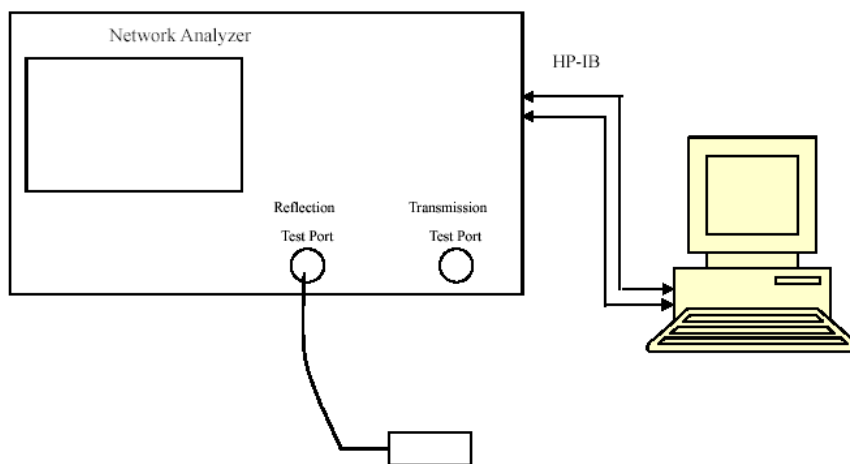 Network Analyzer
HP-IB
Reflection
Test Port
Transmission
Test Port